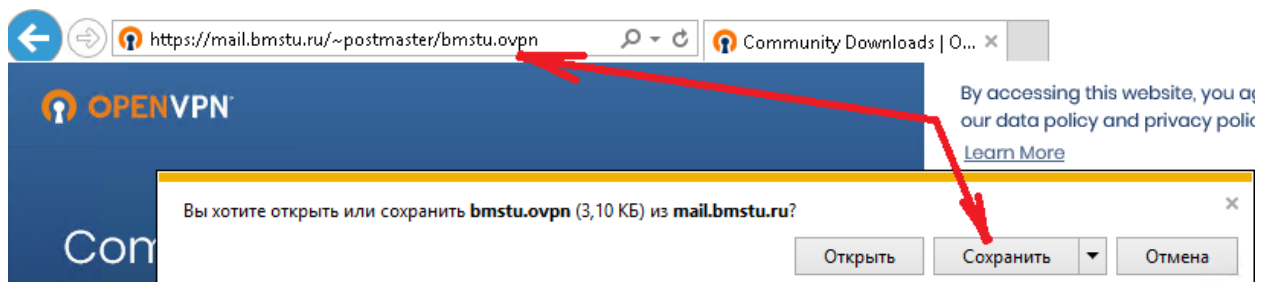 https://mail.bmstu.ru/~postmaster/bmstu.ovpn
Community Downloads | O...
OPENVPN
By accessing this website, you ag
our data policy and privacy polic
Learn More
Com
Вы хотите открыть или сохранить bmstu.ovpn (3,10 КБ) из mail.bmstu.ru?
Открыть Сохранить Отмена